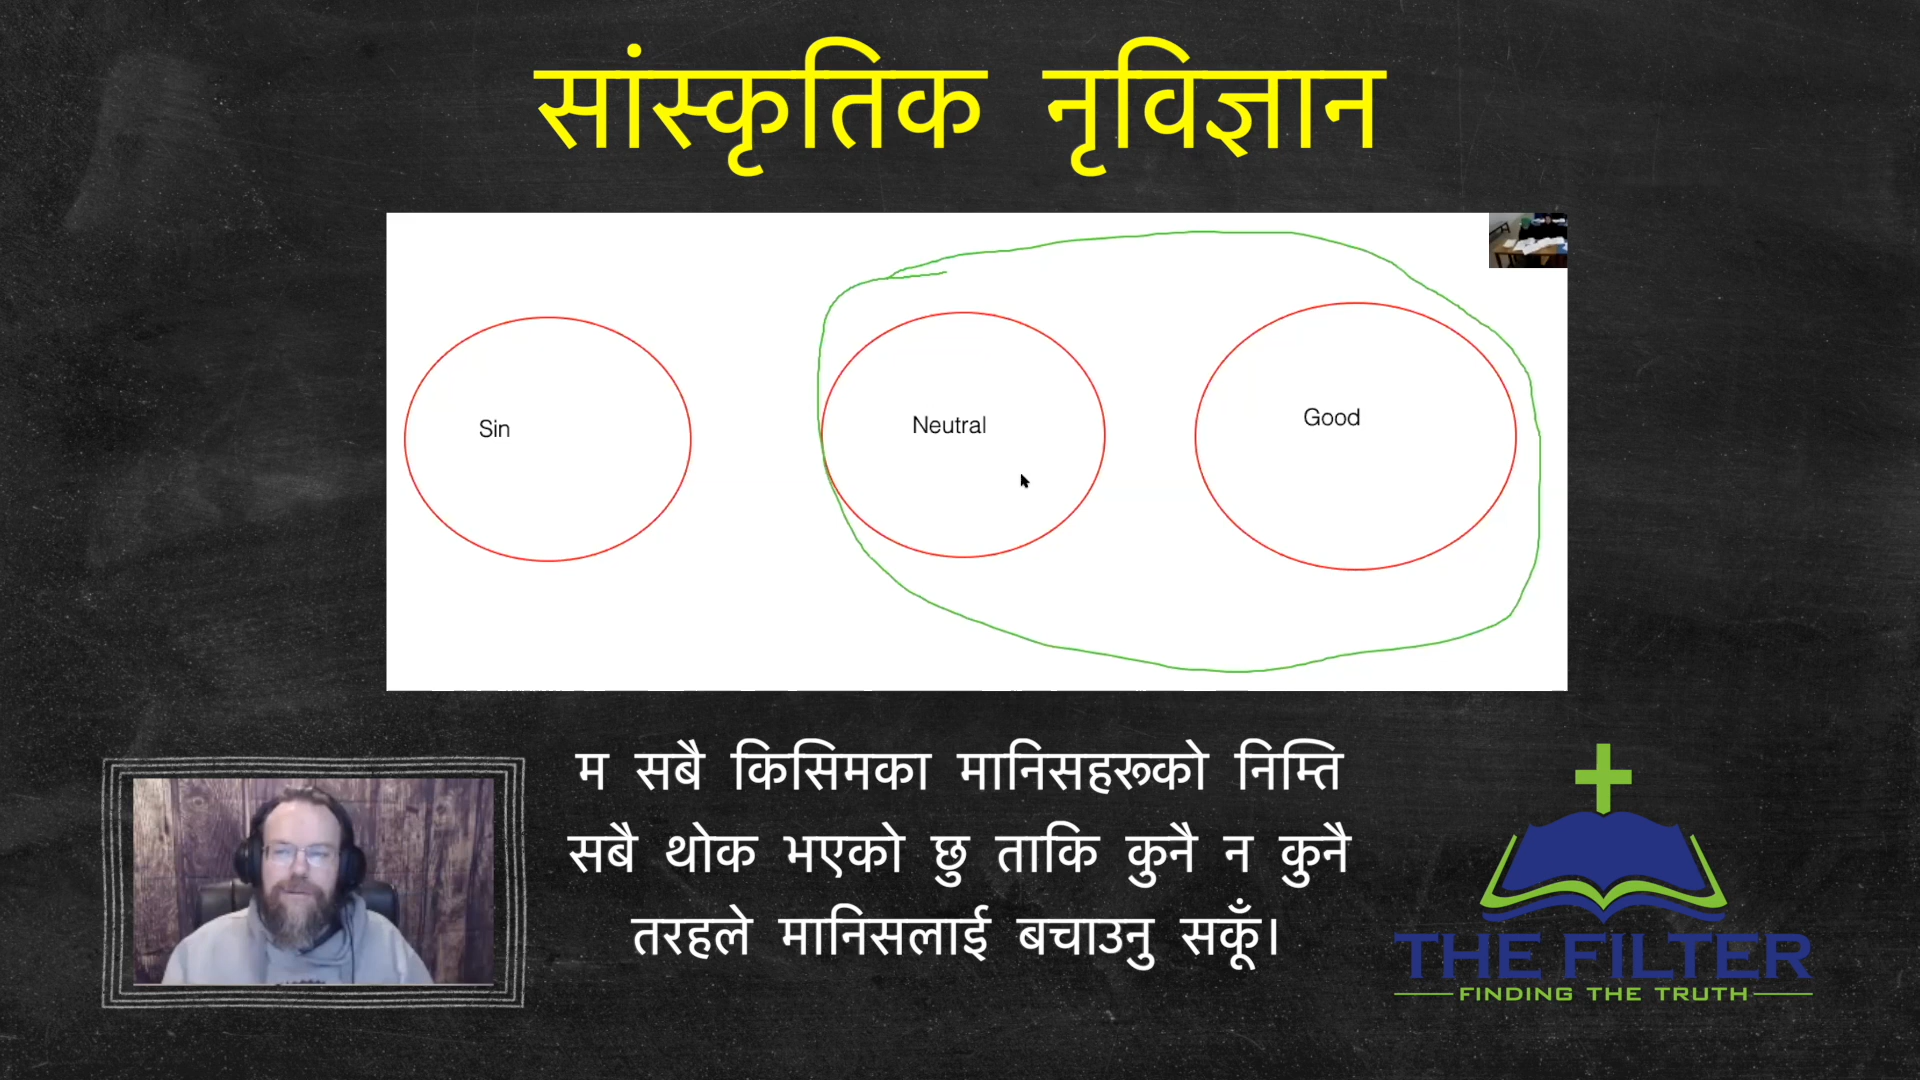 सांस्कृतिक नृविज्ञान
Sin
Neutral
Good
म सबै किसिमका मानिसहरूको निम्ति
सबै थोक भएको छु ताकि कुनै न कुनै
तरहले मानिसलाई बचाउनु सकूँ।
THE FILTER
FINDING THE TRUTH